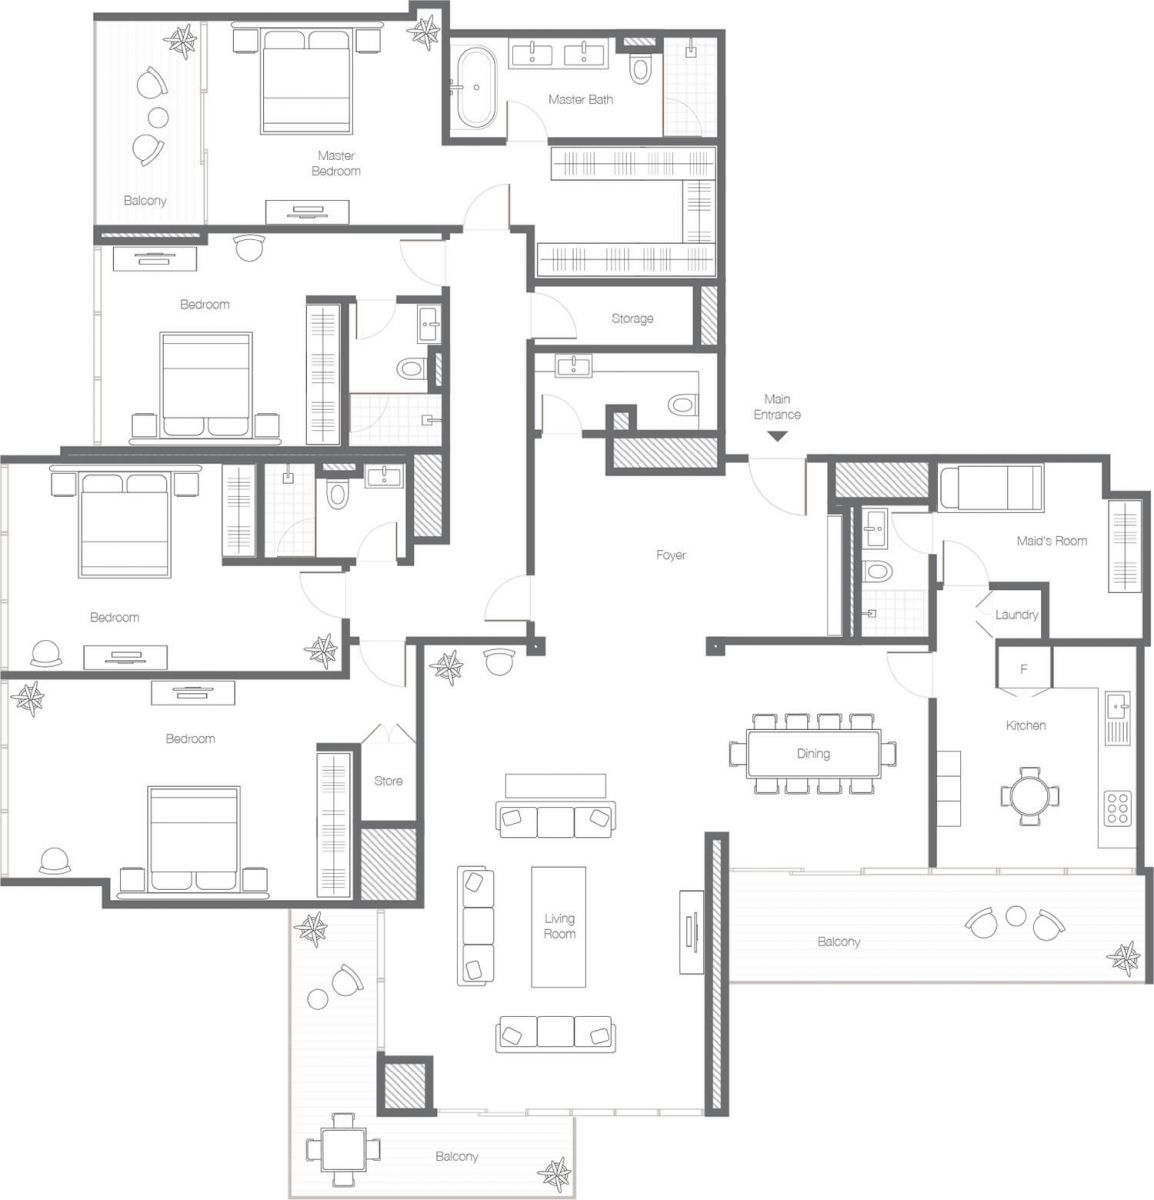 Master Bath
Master
Bedroom
Balcony
Bedroom
Storage
Main
Entrance
Foyer
Maid's Room
Bedroom
Laundry
F
Kitchen
Bedroom
Dining
Store
Living
Room
Balcony
Balcony